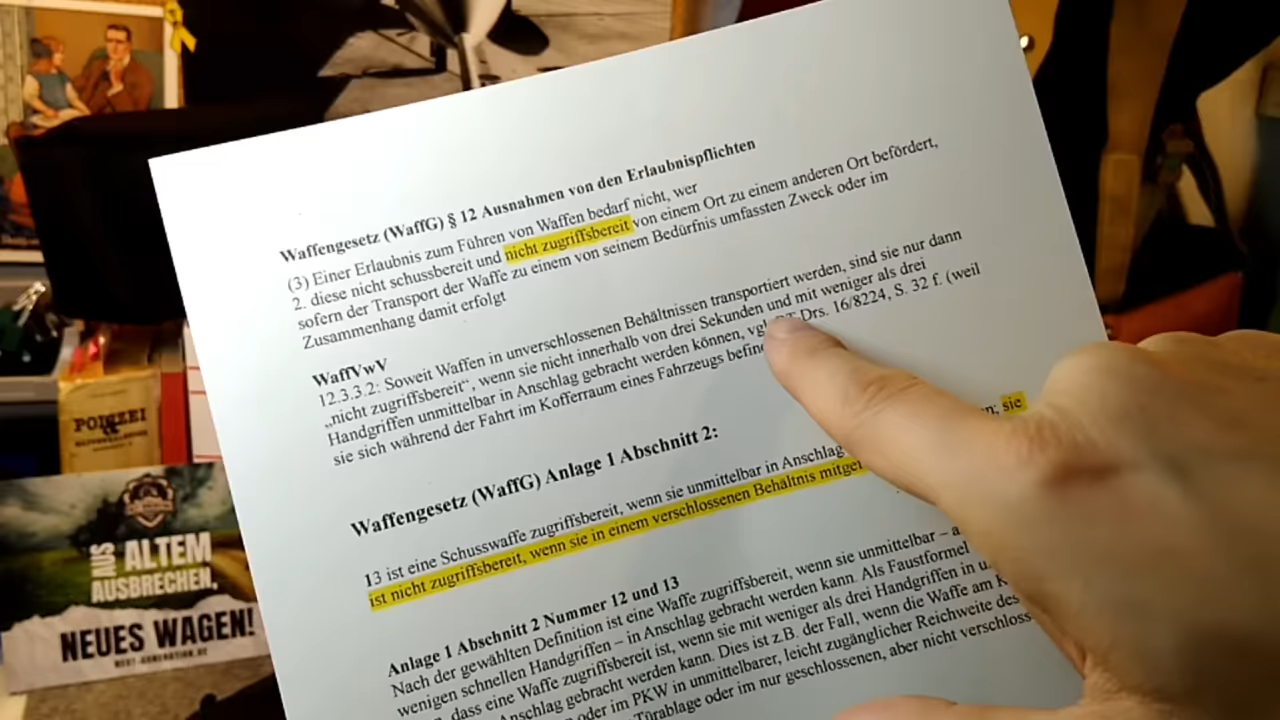 Waffengesetz (WaffG) § 12 Ausnahmen von den Erlaubnispflichten
(3) Einer Erlaubnis zum Führen von Waffen bedarf nicht, wer
2. diese nicht schussbereit und nicht zugriffsbereit von einem Ort zu einem anderen Ort befördert,
sofern der Transport der Waffe zu einem von seinem Bedürfnis umfassten Zweck oder im
Zusammenhang damit erfolgt
WaffVwV
12.3.3.2: Soweit Waffen in unverschlossenen Behältnissen transportiert werden, sind sie nur dann
„nicht zugriffsbereit“, wenn sie nicht innerhalb von drei Sekunden und mit weniger als drei
Handgriffen unmittelbar in Anschlag gebracht werden können, Drs. 16/8224, S. 32 f. (weil
sie sich während der Fahrt im Kofferraum eines Fahrzeugs
Waffengesetz (WaffG) Anlage 1 Abschnitt 2:
13 ist eine Schusswaffe zugriffsbereit, wenn sie unmittelbar in Anschlag sie
ist nicht zugriffsbereit, wenn sie in einem verschlossenen Behältnis
Anlage 1 Abschnitt 2 Nummer 12 und 13
Nach der gewählten Definition ist eine Waffe zugriffsbereit, wenn sie unmittelbar –
wenigen schnellen Handgriffen – in Anschlag gebracht werden kann. Als Faustformel
dass eine Waffe zugriffsbereit ist, wenn sie mit weniger als drei Handgriffen in
Anschlag gebracht werden kann. Dies ist z.B. der Fall, wenn die Waffe am
oder im PKW in unmittelbarer, leicht zugänglicher Reichweite des
Türablage oder im nur geschlossenen, aber nicht
POLIZEI
AUS ALTEM
AUSBRECHEN,
NEUES WAGEN!
NEXT-GENERATION.DE